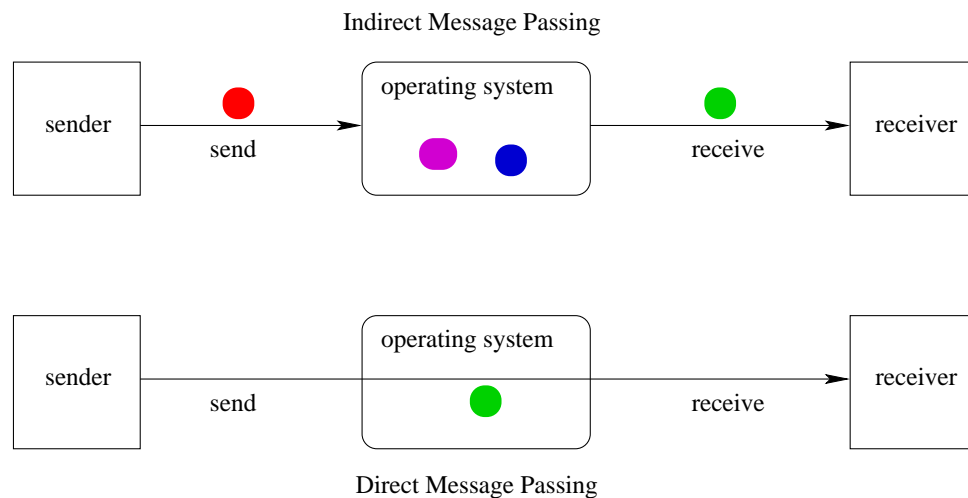 Indirect Message Passing
operating system
sender
receiver
send
receive
operating system
sender
receiver
send
receive
Direct Message Passing